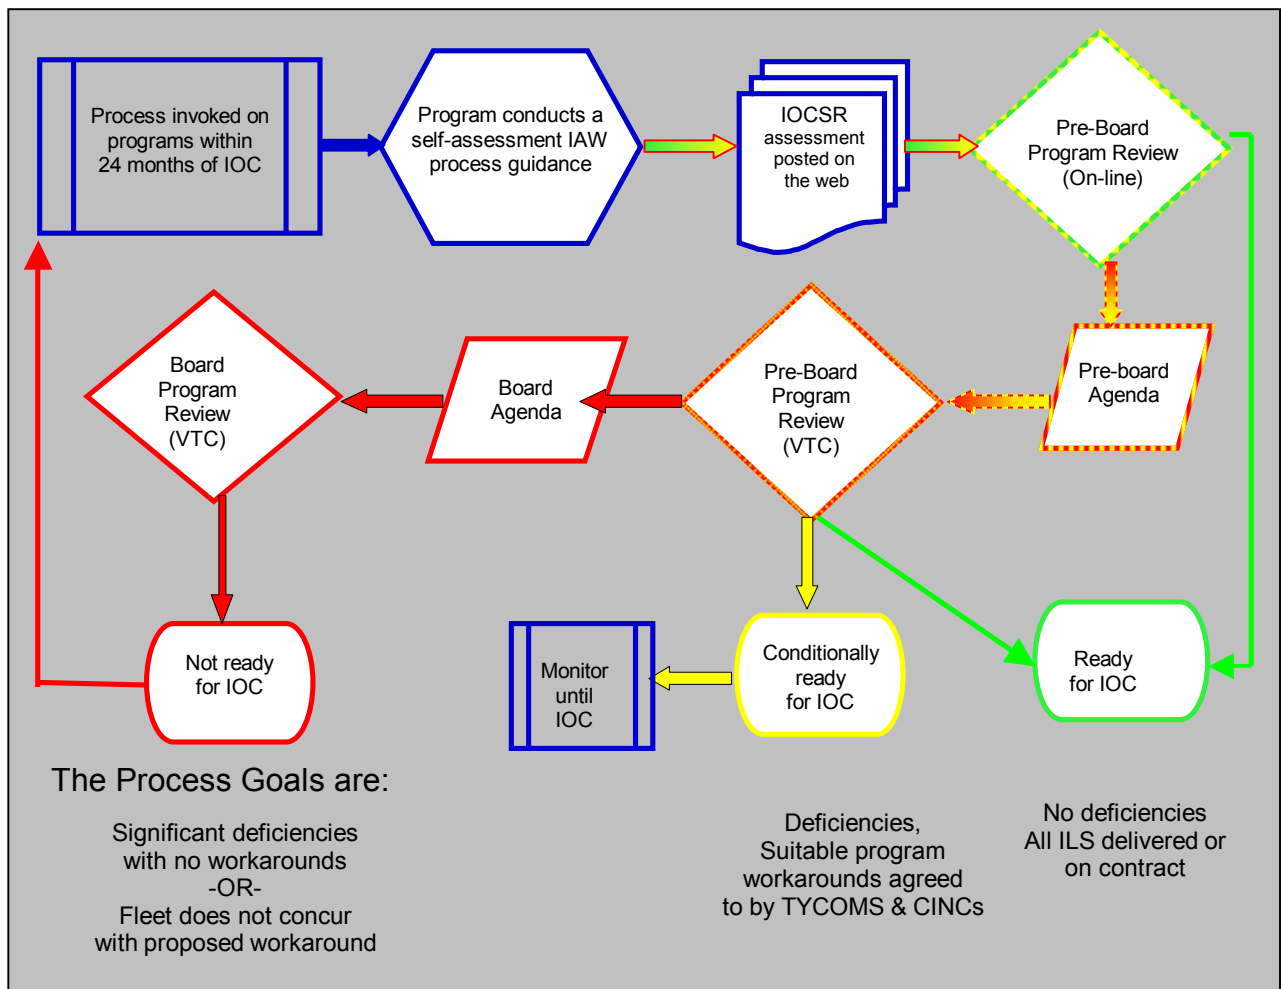 Process invoked on
programs within
24 months of IOC
Program conducts a
self-assessment IAW
process guidance
IOCSR
assessment
posted on
the web
Pre-Board
Program Review
(On-line)
Board
Program
Review
(VTC)
Board
Agenda
Pre-Board
Program
Review
(VTC)
Pre-board
Agenda
Not ready
for IOC
Monitor
until
IOC
Conditionally
ready
for IOC
Ready
for IOC
The Process Goals are:
Significant deficiencies
with no workarounds
-OR-
Fleet does not concur
with proposed workaround
Deficiencies,
Suitable program
workarounds agreed
to by TYCOMS & CINCs
No deficiencies
All ILS delivered or
on contract